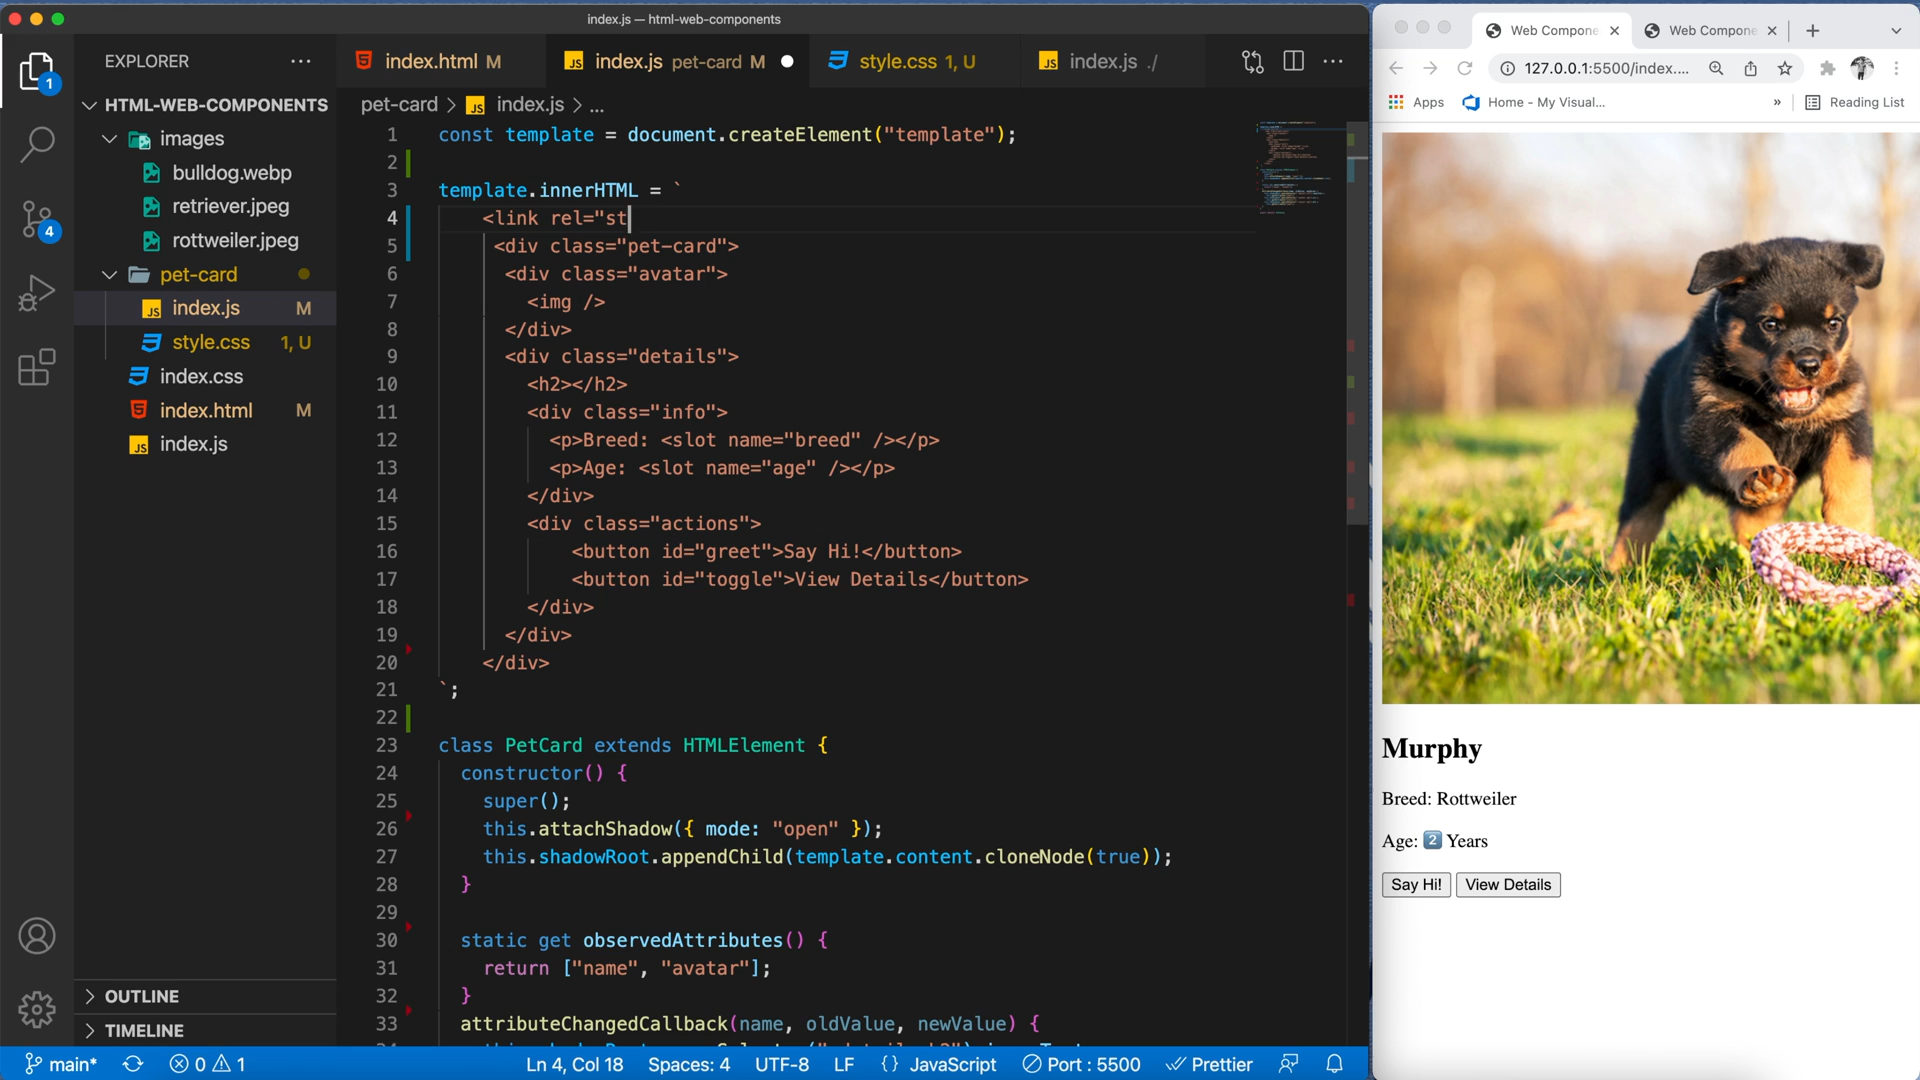 index.js — html-web-components
EXPLORER
index.html M
index.js pet-card M
style.css 1, U
index.js ./
HTML-WEB-COMPONENTS
images
bulldog.webp
retriever.jpeg
rottweiler.jpeg
pet-card
index.js M
style.css 1, U
index.css
index.html M
index.js
OUTLINE
TIMELINE
1
4
pet-card > index.js > ...
1 const template = document.createElement("template");
2
3 template.innerHTML = `
4 <link rel="st
5 <div class="pet-card">
6 <div class="avatar">
7 <img />
8 </div>
9 <div class="details">
10 <h2></h2>
11 <div class="info">
12 <p>Breed: <slot name="breed" /></p>
13 <p>Age: <slot name="age" /></p>
14 </div>
15 <div class="actions">
16 <button id="greet">Say Hi!</button>
17 <button id="toggle">View Details</button>
18 </div>
19 </div>
20 </div>
21 `;
22
23 class PetCard extends HTMLElement {
24 constructor() {
25 super();
26 this.attachShadow({ mode: "open" });
27 this.shadowRoot.appendChild(template.content.cloneNode(true));
28 }
29
30 static get observedAttributes() {
31 return ["name", "avatar"];
32 }
33 attributeChangedCallback(name, oldValue, newValue) {
main* 0 1
Ln 4, Col 18 Spaces: 4 UTF-8 LF {} JavaScript Port : 5500 Prettier
Web Compone
Web Compone
127.0.0.1:5500/index....
Apps
Home - My Visual...
»
Reading List
Murphy
Breed: Rottweiler
Age: 2 Years
Say Hi! View Details